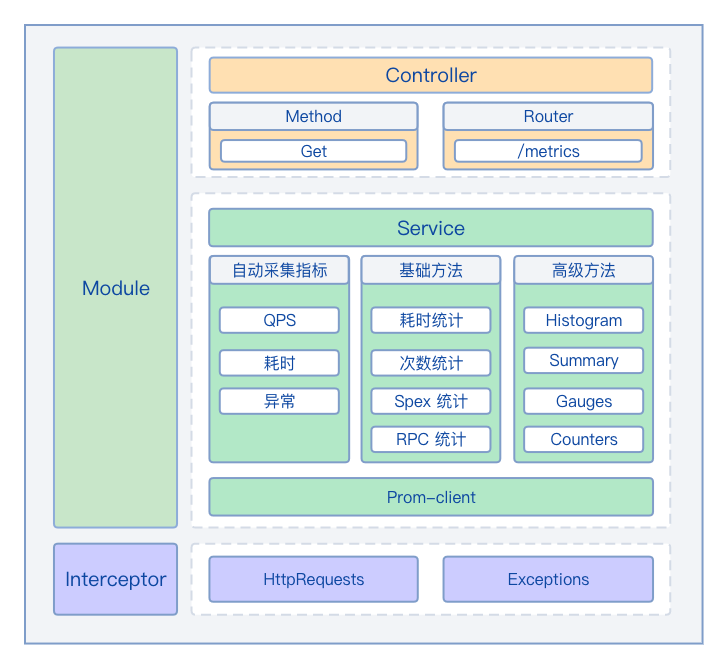 Module
Controller
Method
Get
Router
/metrics
Service
自动采集指标
QPS
耗时
异常
基础方法
耗时统计
次数统计
Spex 统计
RPC 统计
高级方法
Histogram
Summary
Gauges
Counters
Prom-client
Interceptor
HttpRequests
Exceptions